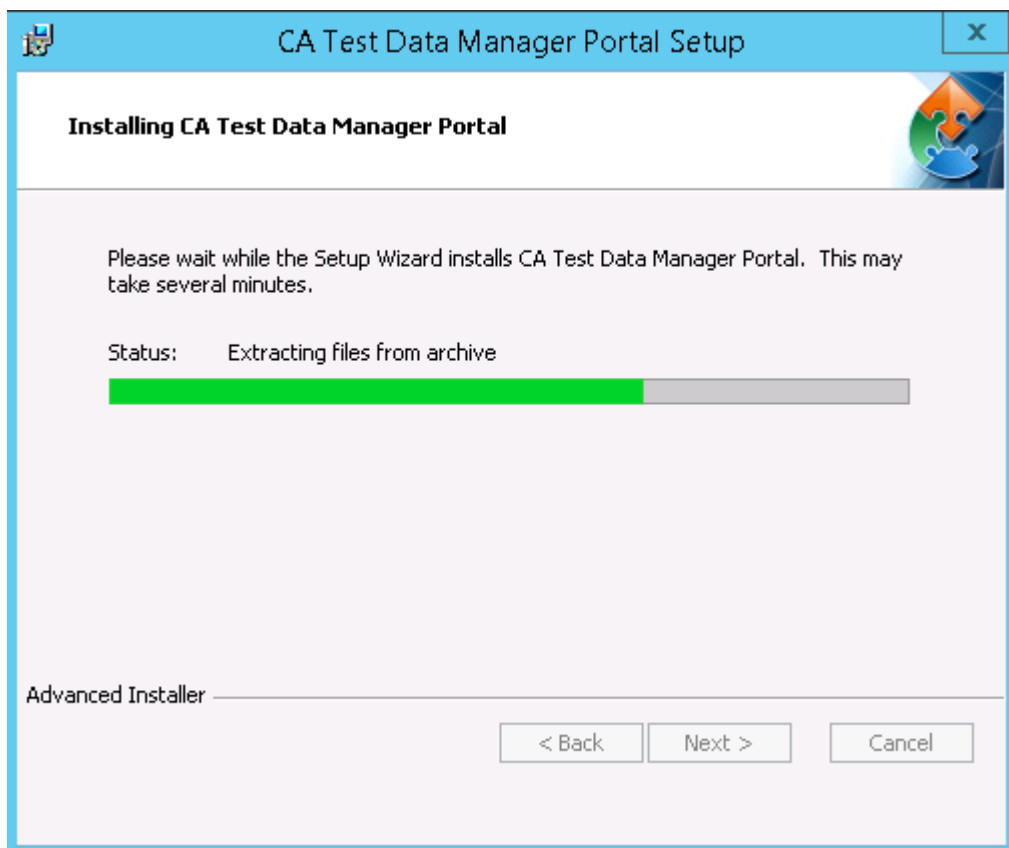 CA Test Data Manager Portal Setup
x
Installing CA Test Data Manager Portal
Please wait while the Setup Wizard installs CA Test Data Manager Portal. This may
take several minutes.
Status: Extracting files from archive
Advanced Installer
< Back Next > Cancel